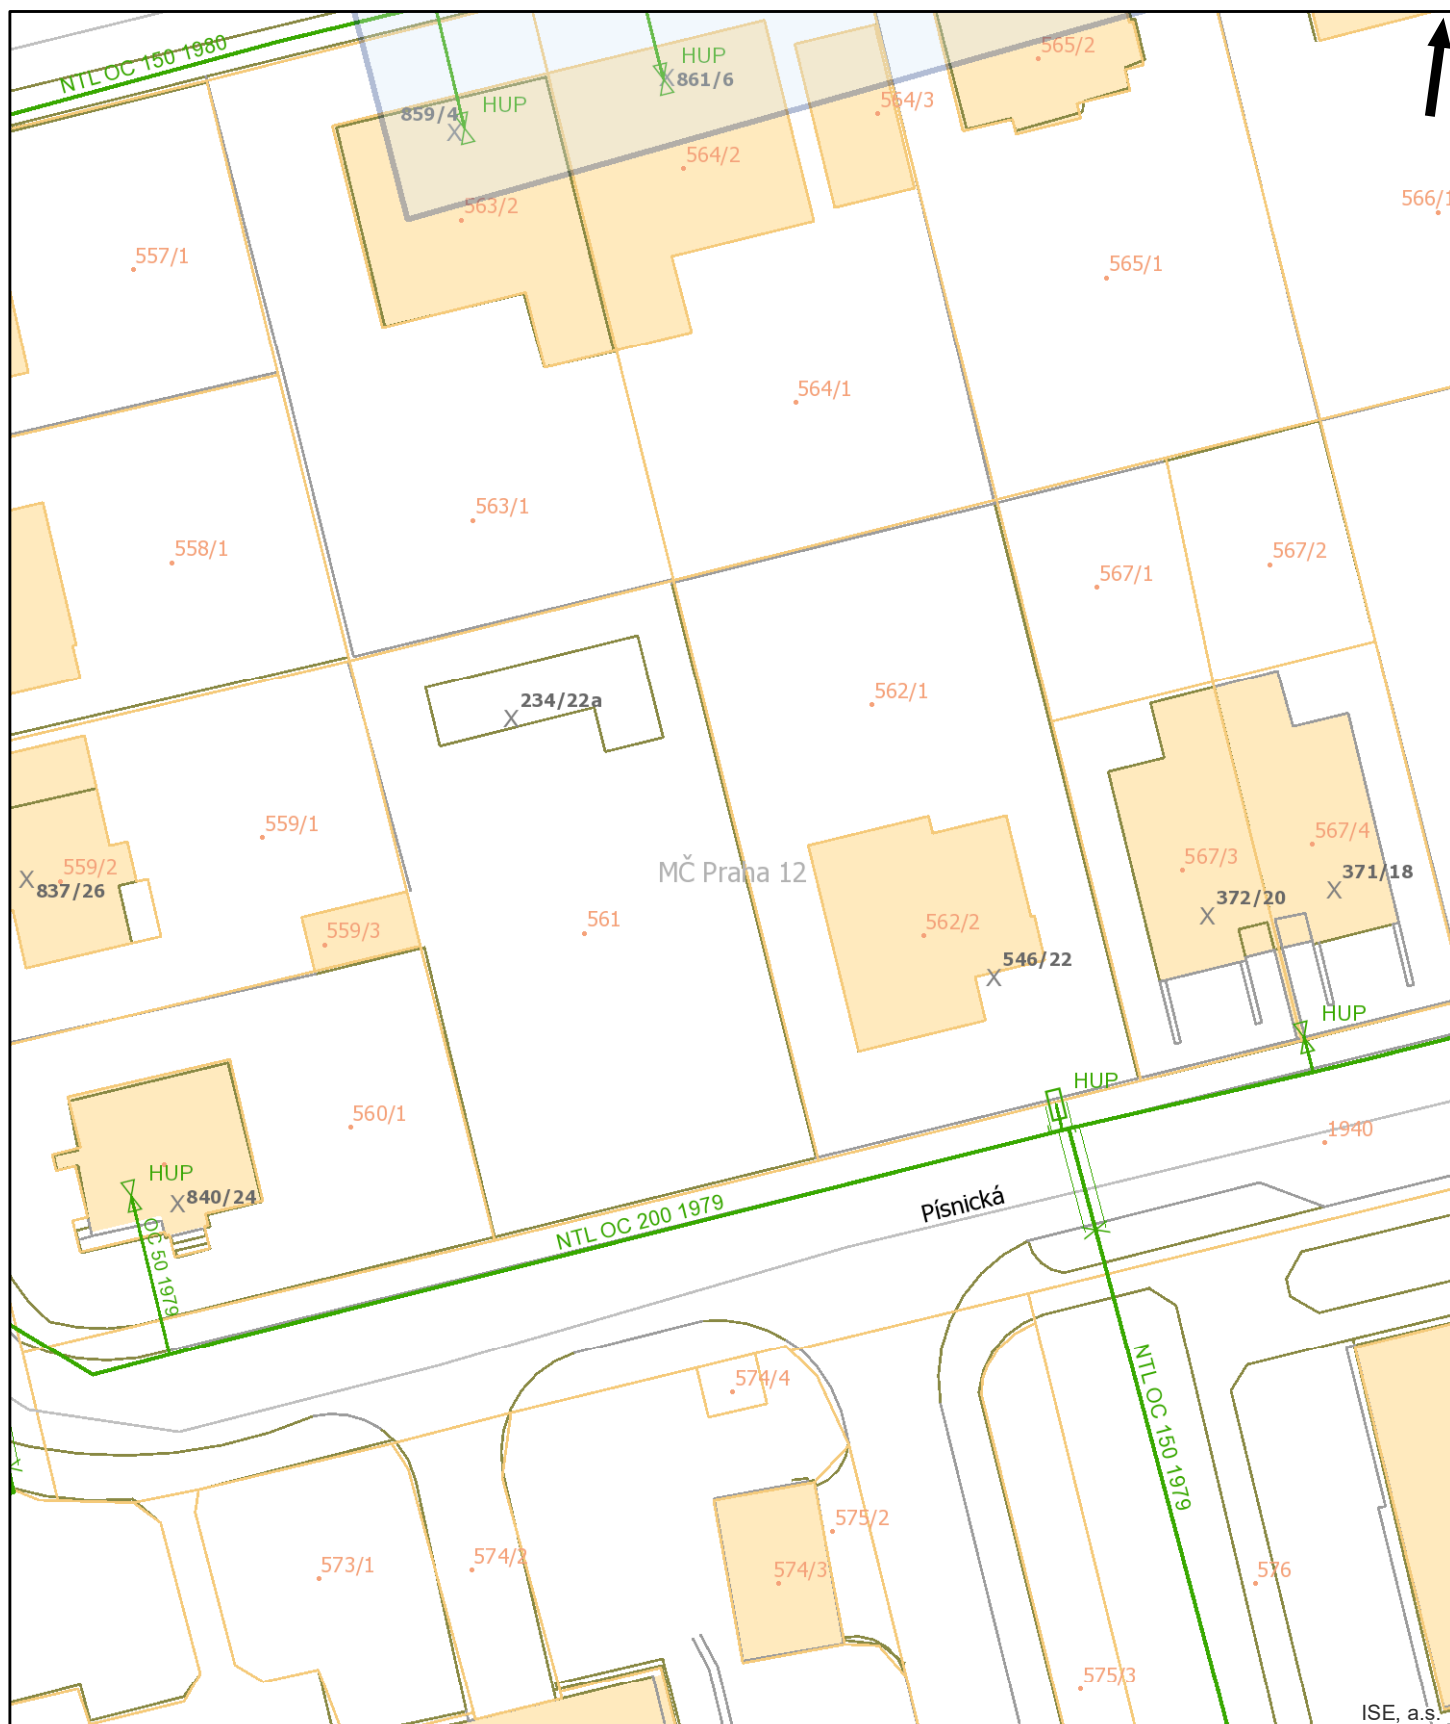 NTL OC 150 1980
HUP
861/6
565/2
859/4
HUP
564/3
564/2
563/2
566/1
557/1
565/1
564/1
563/1
558/1
567/2
567/1
234/22a
562/1
559/1
567/4
567/3
559/2
837/26
MČ Praha 12
371/18
372/20
561
562/2
559/3
546/22
HUP
HUP
560/1
1940
HUP
840/24
OC 50 1979
NTL OC 200 1979
Písnická
574/4
NTL OC 150 1979
575/2
574/2
573/1
574/3
576
575/3
ISE, a.s.